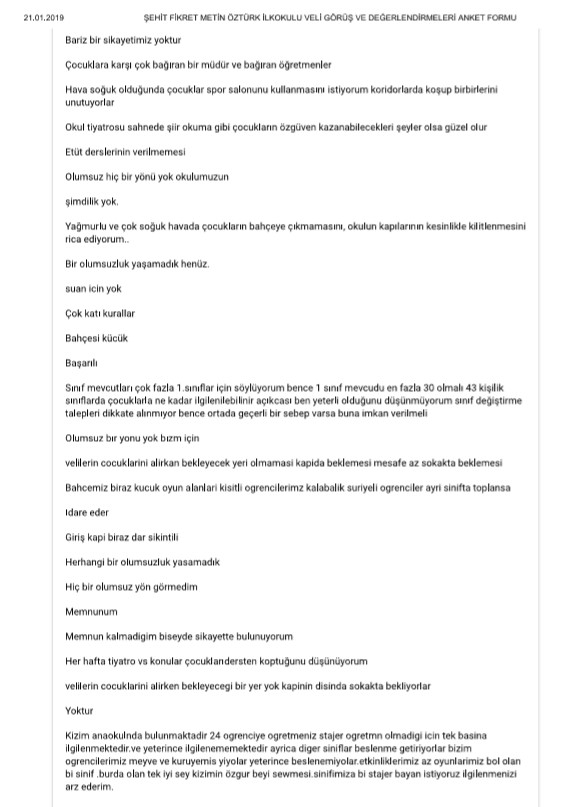 21.01.2019 ŞEHİT FİKRET METİN ÖZTÜRK İLKOKULU VELİ GÖRÜŞ VE DEĞERLENDİRMELERİ ANKET FORMU
Bariz bir sikayetimiz yoktur
Çocuklara karşı çok bağıran bir müdür ve bağıran öğretmenler
Hava soğuk olduğunda çocuklar spor salonunu kullanmasını istiyorum koridorlarda koşup birbirlerini
unutuyorlar
Okul tiyatrosu sahnede şiir okuma gibi çocukların özgüven kazanabilecekleri şeyler olsa güzel olur
Etüt derslerinin verilmemesi
Olumsuz hiç bir yönü yok okulumuzun
şimdilik yok.
Yağmurlu ve çok soğuk havada çocukların bahçeye çıkmamasını, okulun kapılarının kesinlikle kilitlenmesini
rica ediyorum..
Bir olumsuzluk yaşamadık henüz.
suan icin yok
Çok katı kurallar
Bahçesi kücük
Başarılı
Sınıf mevcutları çok fazla 1.sınıflar için söylüyorum bence 1 sınıf mevcudu en fazla 30 olmalı 43 kişilik
sınıflarda çocuklarla ne kadar ilgilenilebilinir açıkcası ben yeterli olduğunu düşünmüyorum sınıf değiştirme
talepleri dikkate alınmıyor bence ortada geçerli bir sebep varsa buna imkan verilmeli
Olumsuz bır yonu yok bızm için
velilerin cocuklarini alirkan bekleyecek yeri olmamasi kapida beklemesi mesafe az sokakta beklemesi
Bahcemiz biraz kucuk oyun alanlari kisitli ogrencilerimz kalabalik suriyeli ogrenciler ayri sinifta toplansa
Idare eder
Giriş kapi biraz dar sikintili
Herhangi bir olumsuzluk yasamadık
Hiç bir olumsuz yön görmedim
Memnunum
Memnun kalmadigim biseyde sikayette bulunuyorum
Her hafta tiyatro vs konular çocuklandersten koptuğunu düşünüyorum
velilerin cocuklarini alirken bekleyecegi bir yer yok kapinin disinda sokakta bekliyorlar
Yoktur
Kizim anaokulnda bulunmaktadir 24 ogrenciye ogretmeniz stajer ogretmn olmadigi icin tek basina
ilgilenmektedir.ve yeterince ilgilenememektedir ayrica diger siniflar beslenme getiriyorlar bizim
ogrencilerimiz meyve ve kuruyemis yiyolar yeterince beslenemiyolar.etkinliklerimiz az oyunlarimiz bol olan
bi sinif .burda olan tek iyi sey kizimin özgur beyi sewmesi.sinifimiza bi stajer bayan istiyoruz ilgilenmenizi
arz ederim.